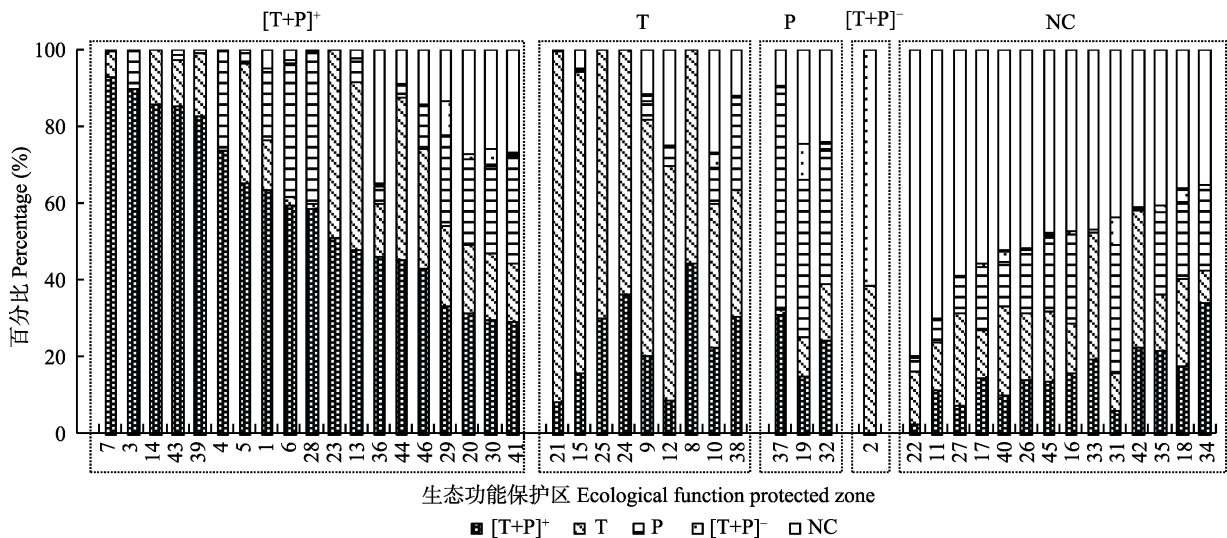 [T+P]⁺ T P [T+P]⁻ NC
百分比 Percentage (%)
100
80
60
40
20
0
7 3 14 43 39 4 5 1 6 28 23 13 36 44 46 29 20 30 41 21 15 25 24 9 12 8 10 38 37 19 32 2 22 11 27 17 40 26 45 16 33 31 42 35 18 34
生态功能保护区 Ecological function protected zone
[T+P]⁺ T P [T+P]⁻ NC